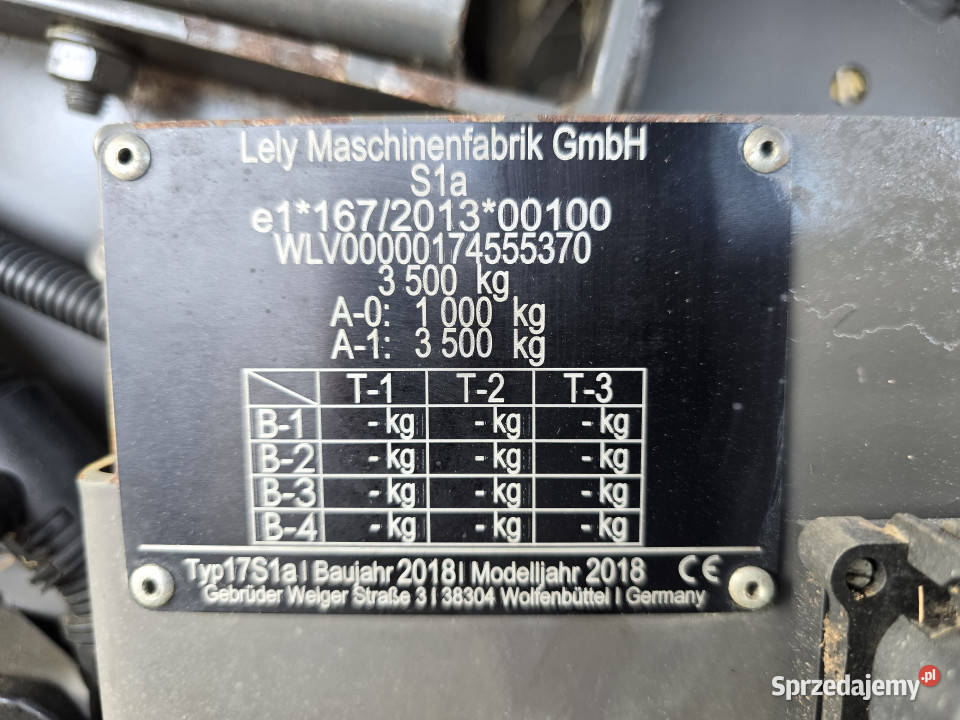 Lely Maschinenfabrik GmbH
S1a
e1*167/2013*00100
WLV00000174555370
3 500 kg
A-0: 1 000 kg
A-1: 3 500 kg
T-1 T-2 T-3
B-1 - kg - kg - kg
B-2 - kg - kg - kg
B-3 - kg - kg - kg
B-4 - kg - kg - kg
Typ17S1a I Baujahr 2018 I Modelljahr 2018 CE
Gebrüder Welger Straße 3 I 38304 Wolfenbüttel I Germany
Sprzedajemy.pl